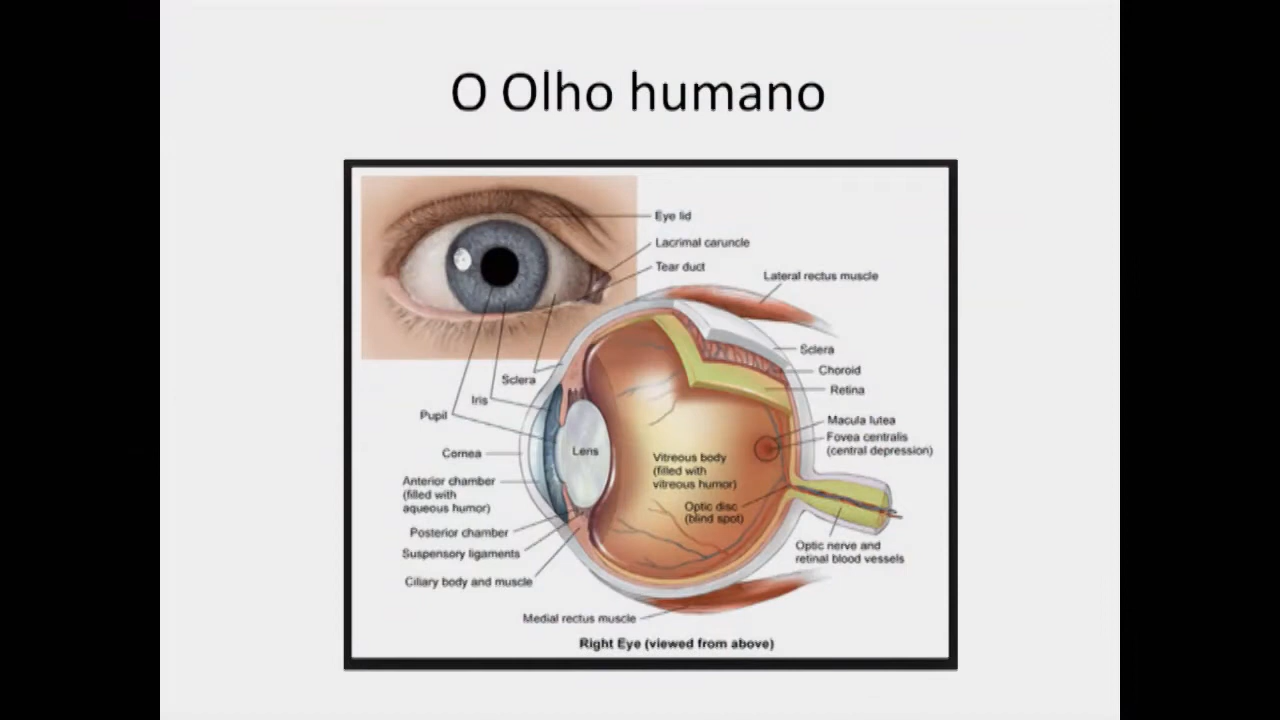 O Olho humano
Eye lid
Lacrimal caruncle
Tear duct
Lateral rectus muscle
Sclera
Choroid
Retina
Macula lutea
Fovea centralis
(central depression)
Sclera
Iris
Pupil
Cornea
Lens
Anterior chamber
(filled with
aqueous humor)
Vitreous body
(filled with
vitreous humor)
Optic disc
(blind spot)
Posterior chamber
Suspensory ligaments
Ciliary body and muscle
Optic nerve and
retinal blood vessels
Medial rectus muscle
Right Eye (viewed from above)